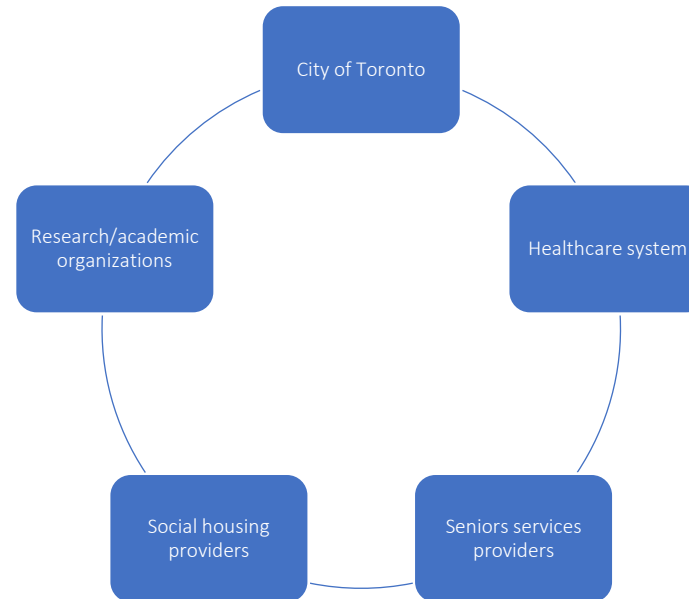 City of Toronto
Research/academic
organizations
Healthcare system
Social housing
providers
Seniors services
providers